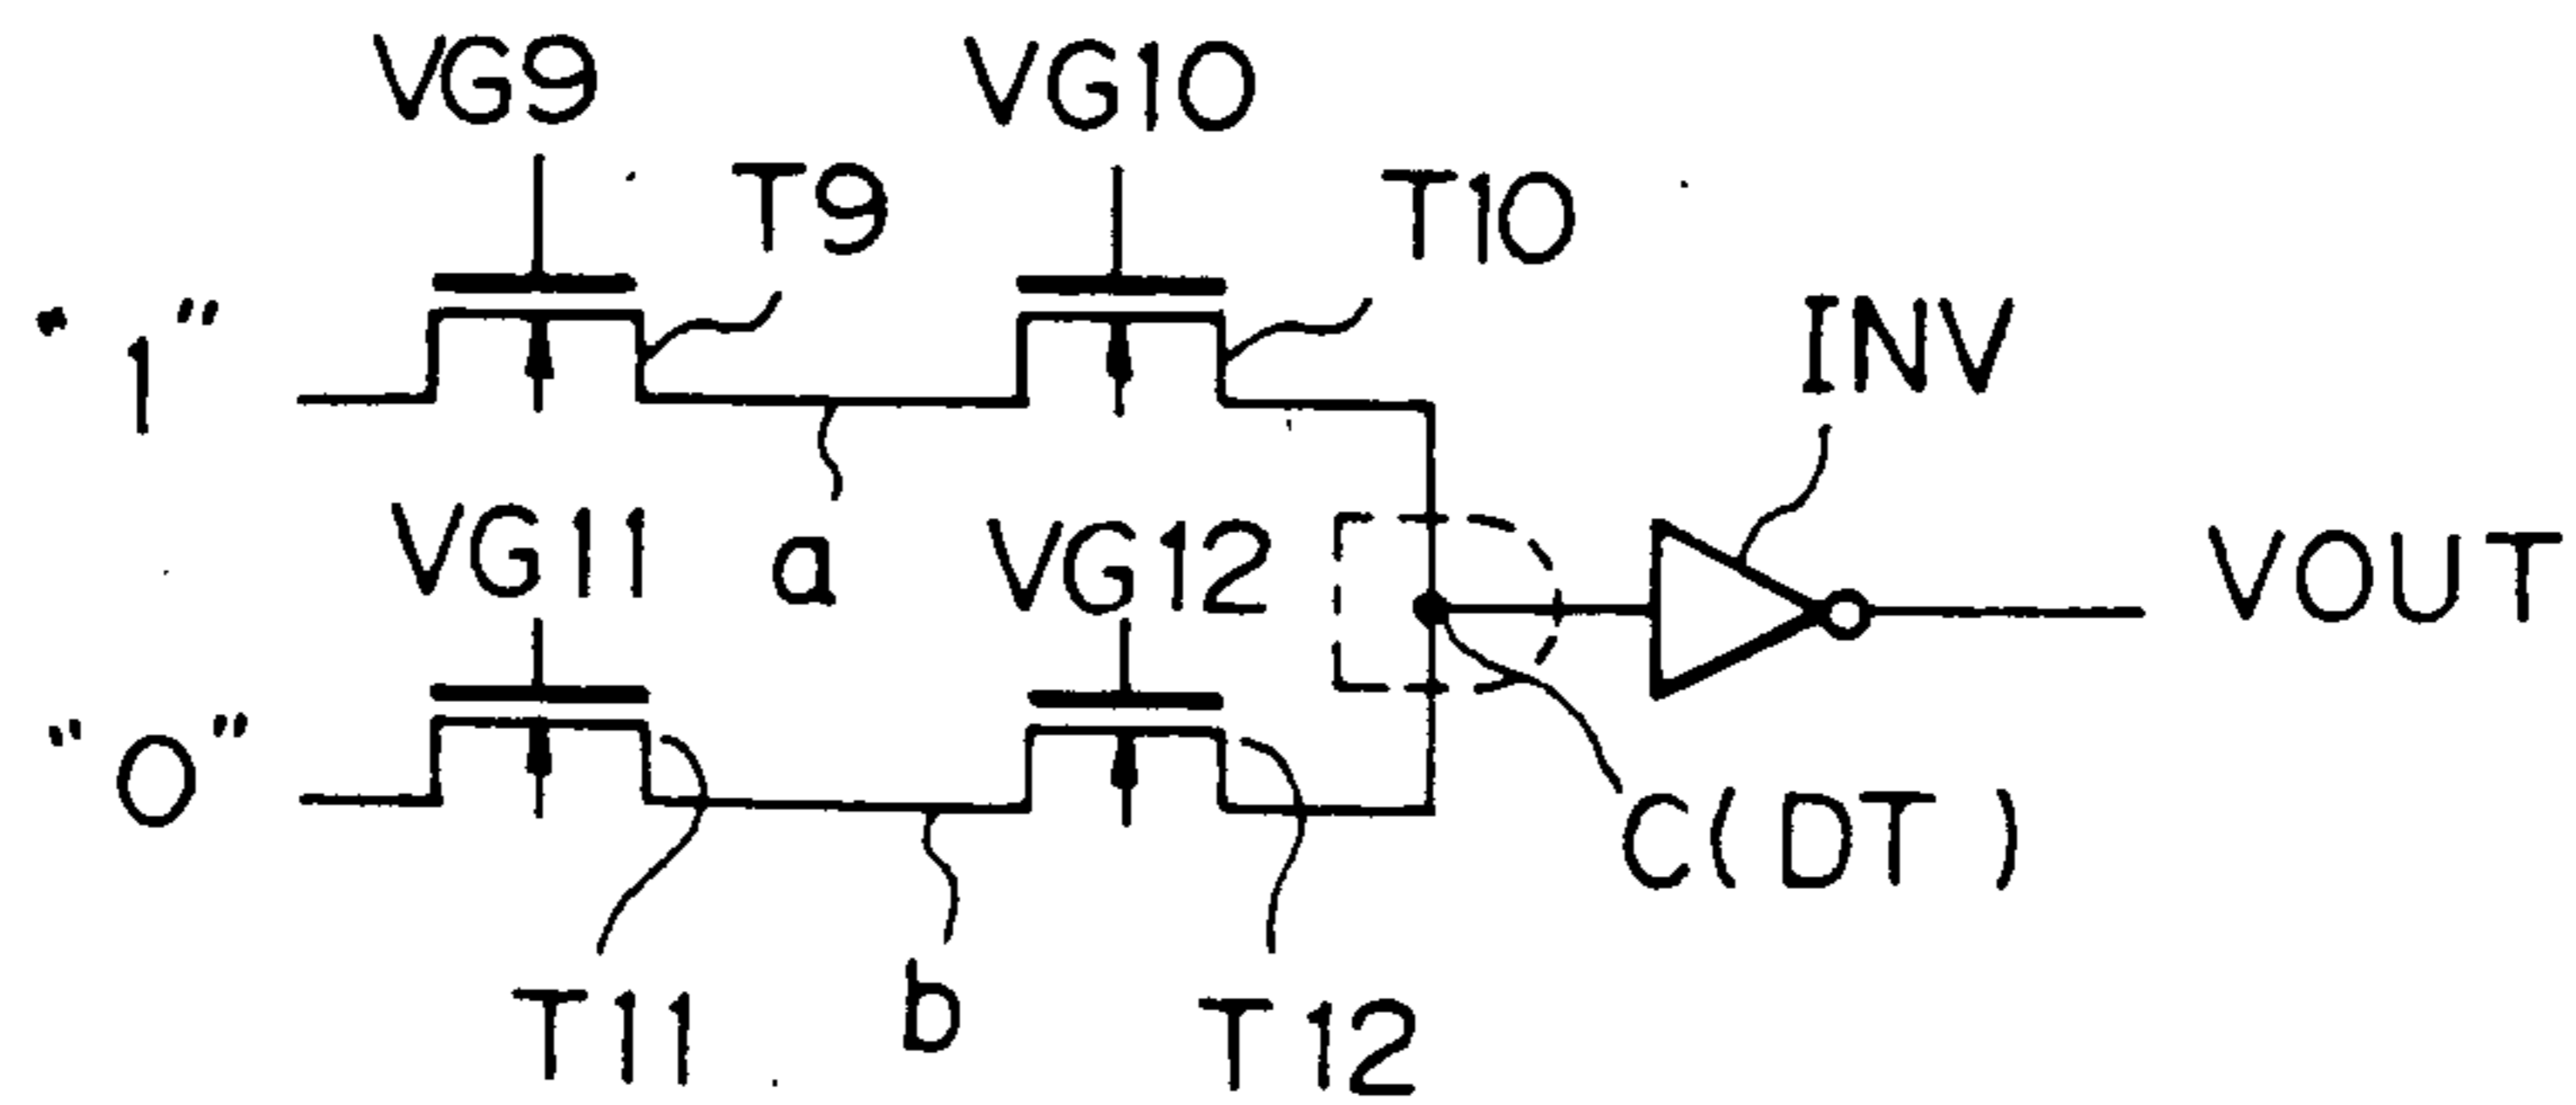 VG9
VG10
T9
T10
"1"
INV
VG11
a
VG12
VOUT
"0"
C(DT)
T11
b
T12